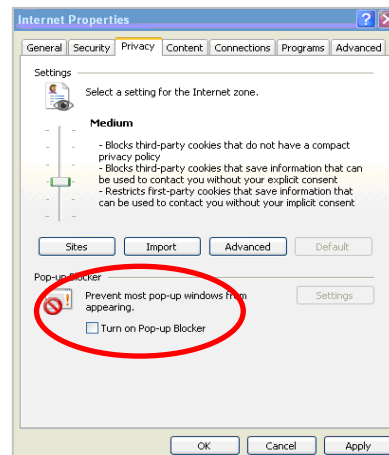 Internet Properties
General Security Privacy Content Connections Programs Advanced
Settings
Select a setting for the Internet zone.
Medium
- Blocks third-party cookies that do not have a compact
privacy policy
- Blocks third-party cookies that save information that can
be used to contact you without your explicit consent
- Restricts first-party cookies that save information that
can be used to contact you without your implicit consent
Sites Import Advanced Default
Pop-up Blocker
Prevent most pop-up windows from
appearing.
Settings
Turn on Pop-up Blocker
OK Cancel Apply